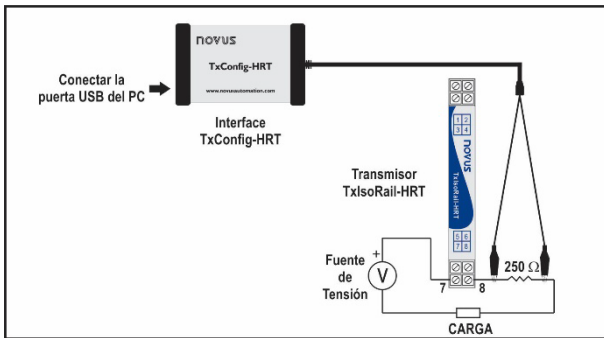 novus
TxConfig-HRT
www.novusautomation.com
Conectar la
puerta USB del PC
Interface
TxConfig-HRT
Transmisor
TxIsoRail-HRT
1 2
3 4
novus
TxIsoRail-HRT
5 6
7 8
Fuente
de
Tensión
+
V
7
8
250 Ω
CARGA